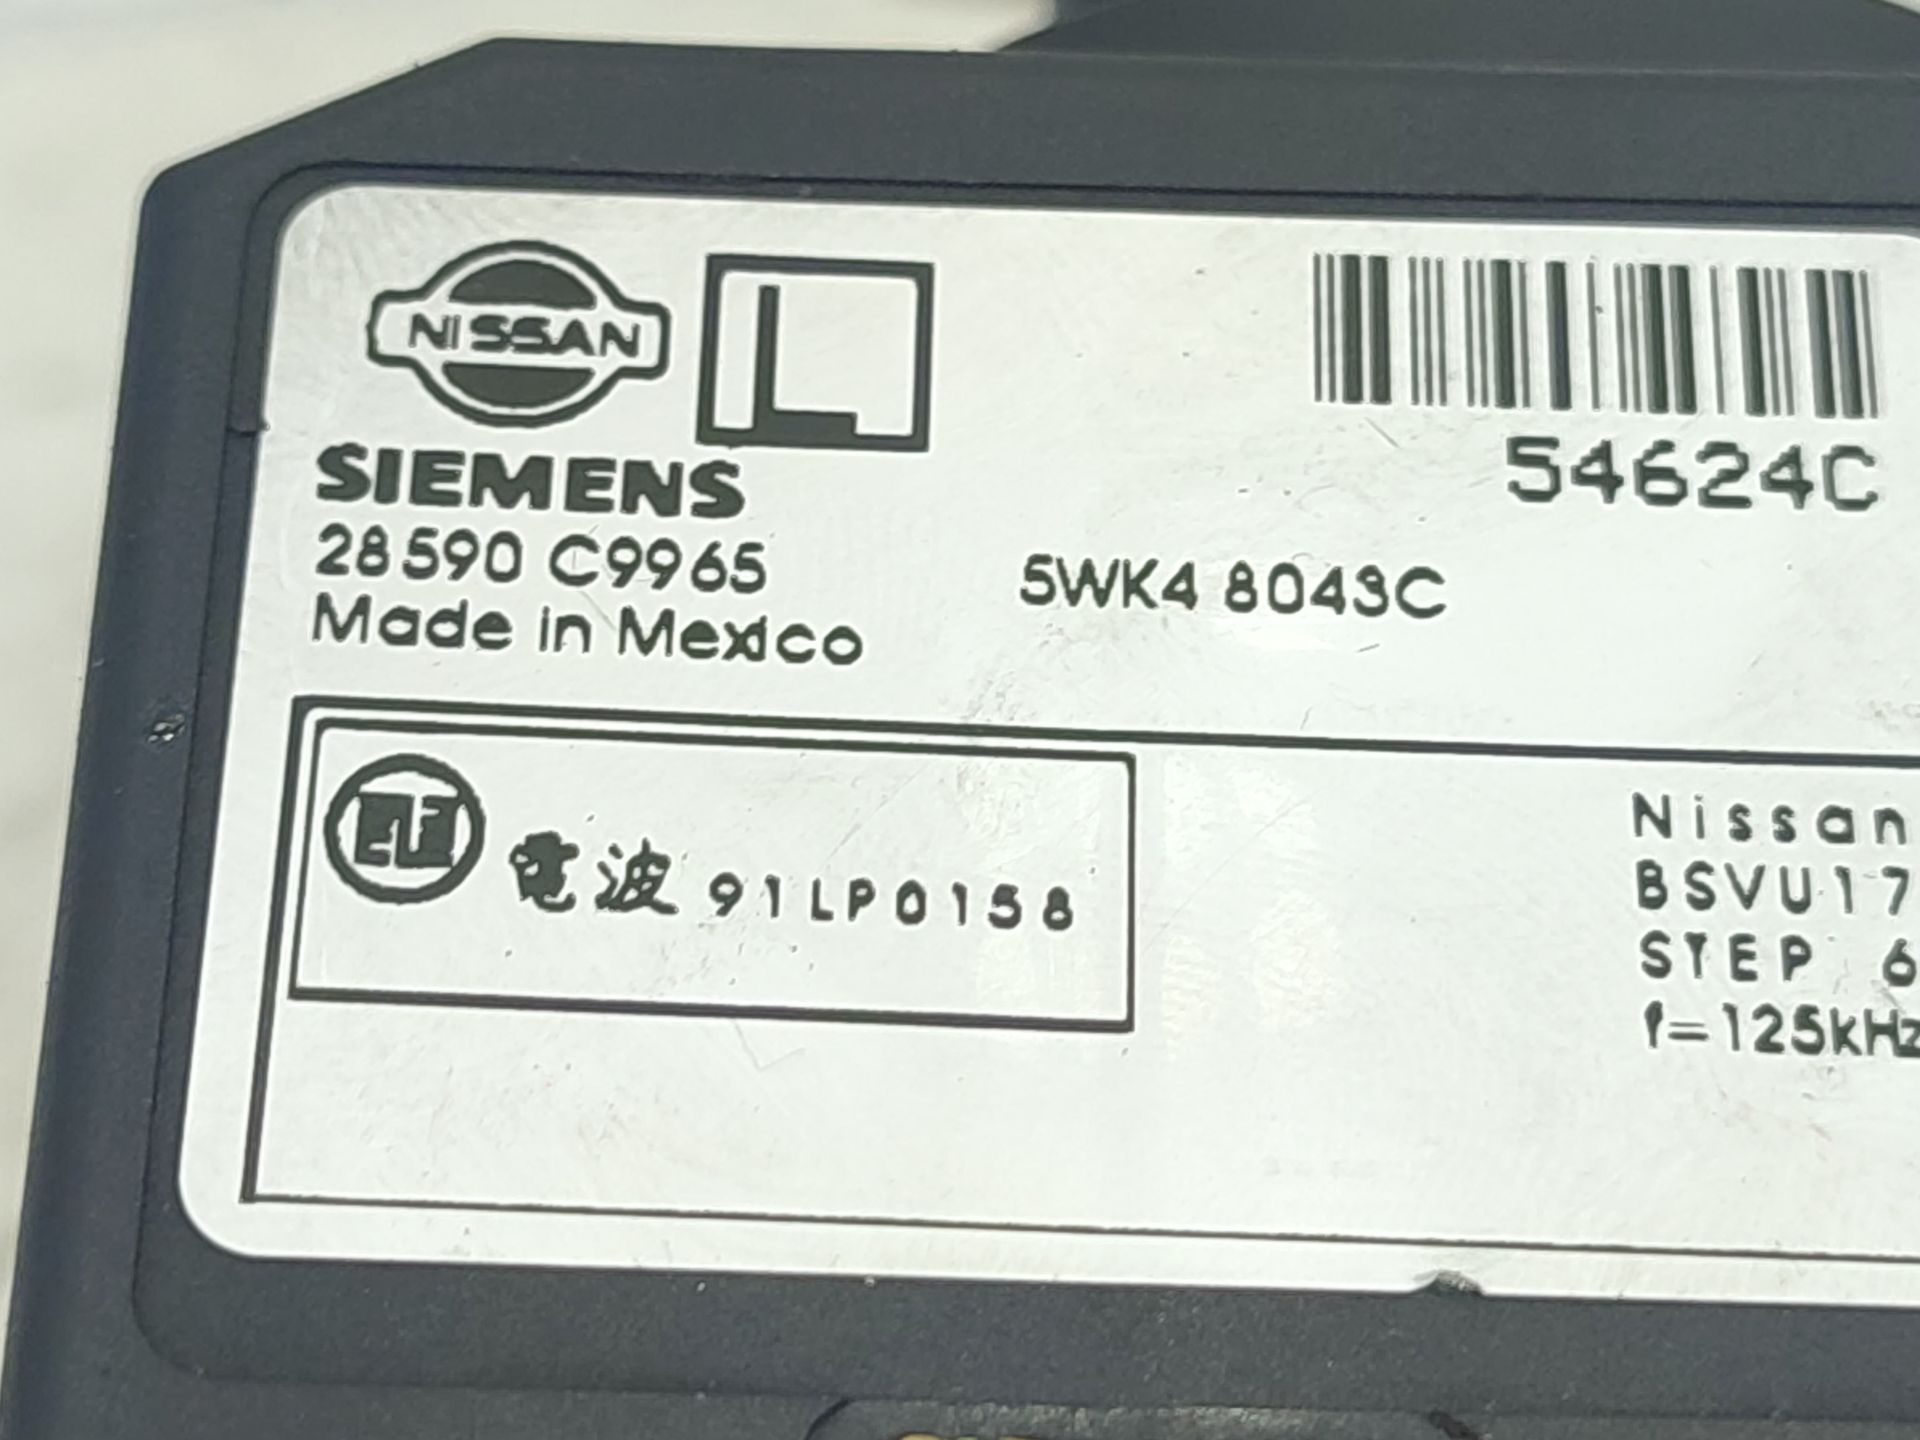 NISSAN
L
54624C
SIEMENS
28590 C9965
5WK4 8043C
Made in Mexico
電波 91LP0158
Nissan
BSVU17
STEP 6
f=125kHz